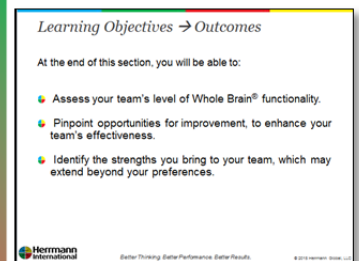 Learning Objectives → Outcomes
At the end of this section, you will be able to:
Assess your team's level of Whole Brain® functionality.
Pinpoint opportunities for improvement, to enhance your
team's effectiveness.
Identify the strengths you bring to your team, which may
extend beyond your preferences.
Herrmann
International
Better Thinking. Better Performance. Better Results.